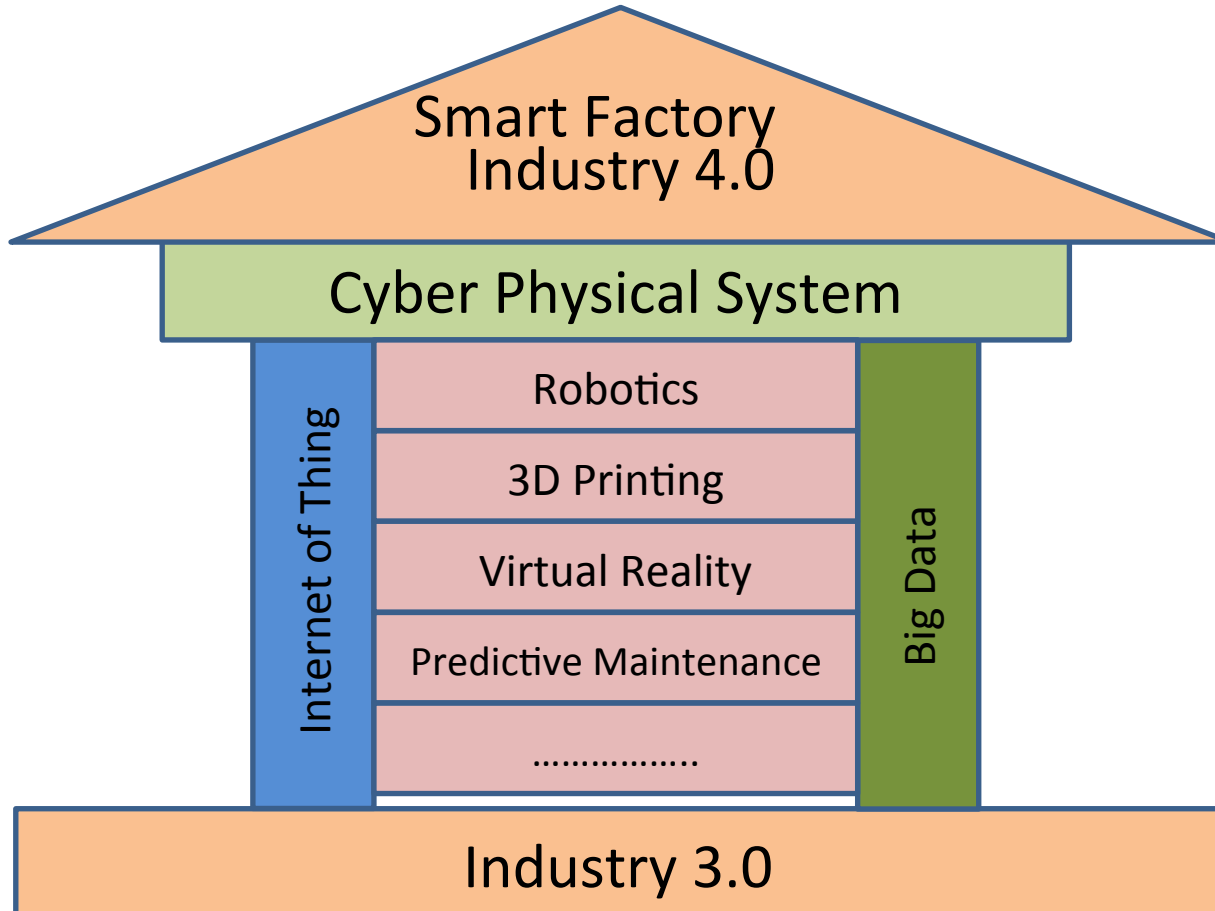 Smart Factory
Industry 4.0
Cyber Physical System
Internet of Thing
Robotics
3D Printing
Virtual Reality
Predictive Maintenance
……………..
Big Data
Industry 3.0